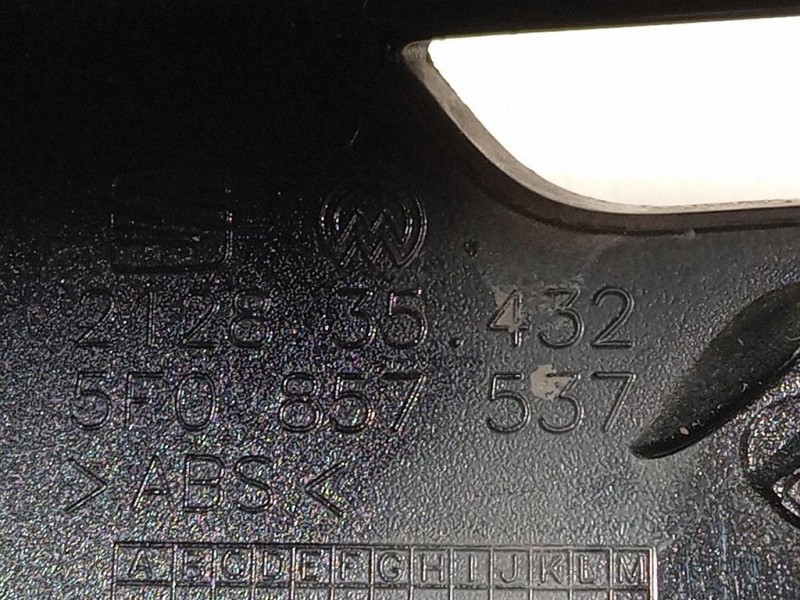 2128 35.432
5F0 857 537
>ABS<
A B C D E F G H I J K L M